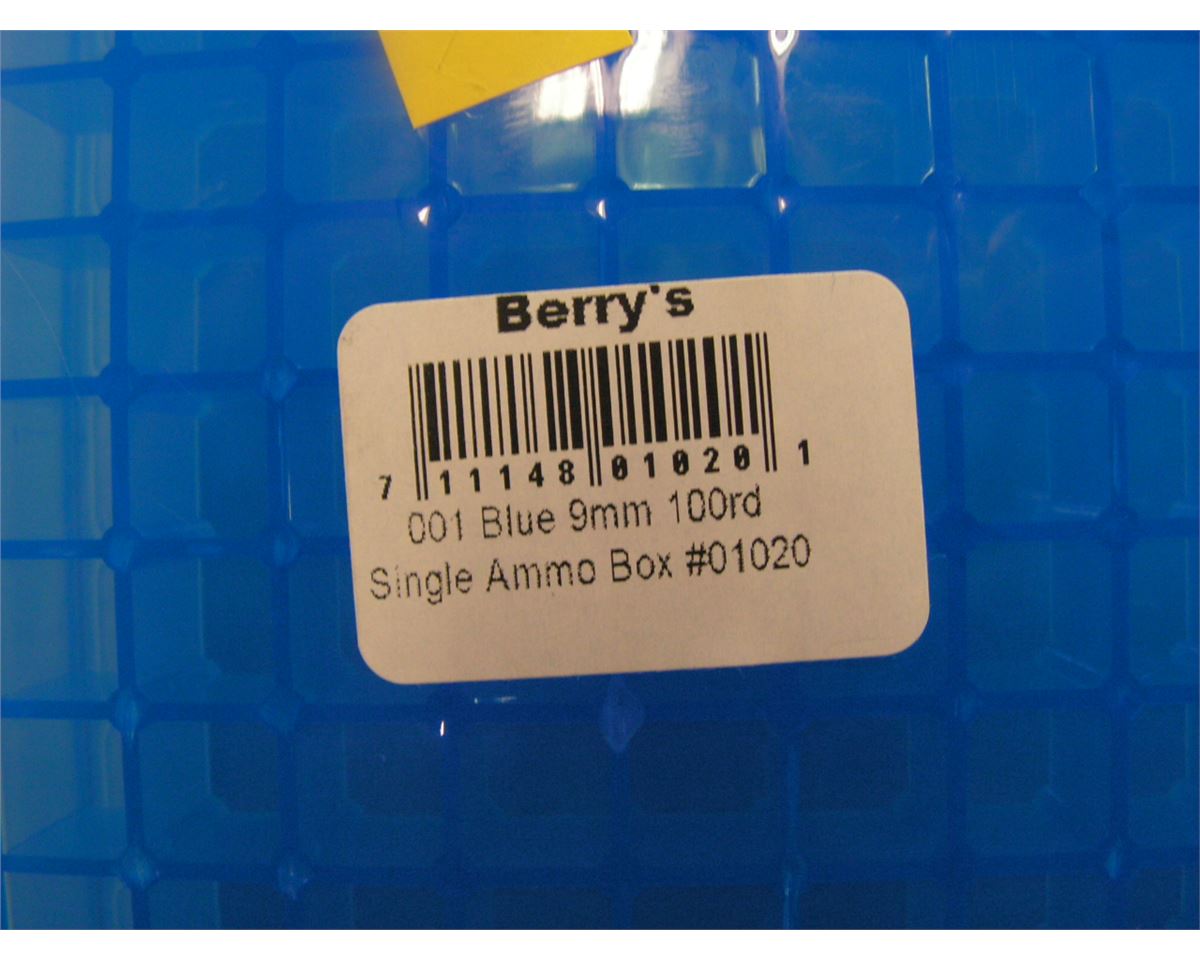 Berry's
7 11148 01020 1
001 Blue 9mm 100rd
Single Ammo Box #01020